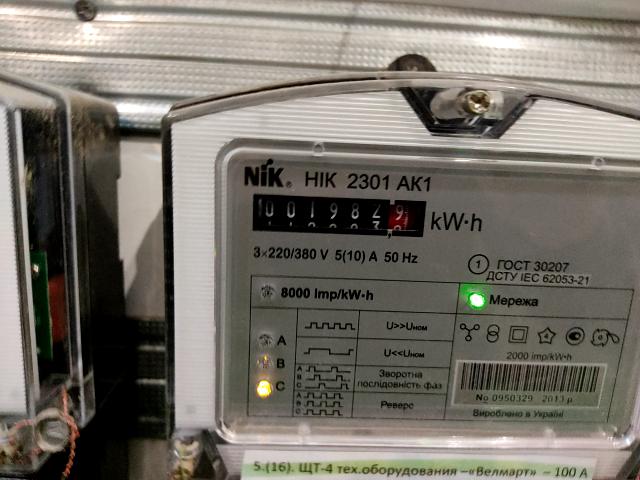 NiK НІК 2301 АК1
kW·h
3×220/380 V 5(10) A 50 Hz
1 ГОСТ 30207
ДСТУ IEC 62053-21
8000 imp/kW·h
Мережа
A
U>>Uном
B
U<<Uном
2000 imp/kW·h
C
A
B
C
Зворотна
послідовність фаз
A
B
C
Реверс
No 0950329 2013 р
Вироблено в Україні
5.(16). ЩТ-4 тех.оборудования –«Велмарт» – 100 А